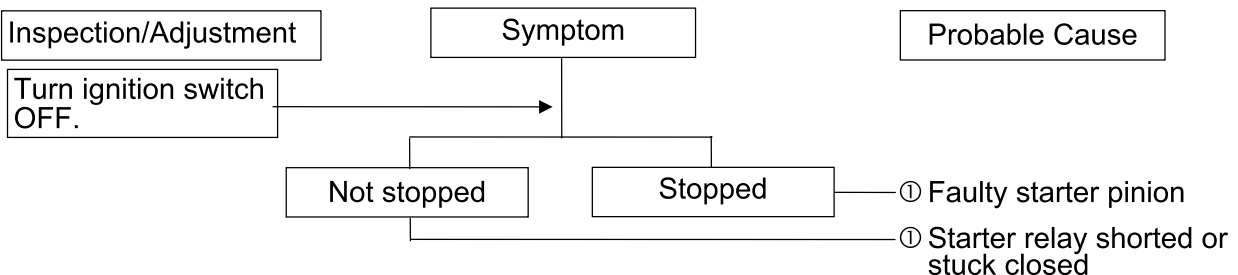 Inspection/Adjustment
Symptom
Probable Cause
Turn ignition switch
OFF.
Not stopped
Stopped
① Faulty starter pinion
① Starter relay shorted or
stuck closed